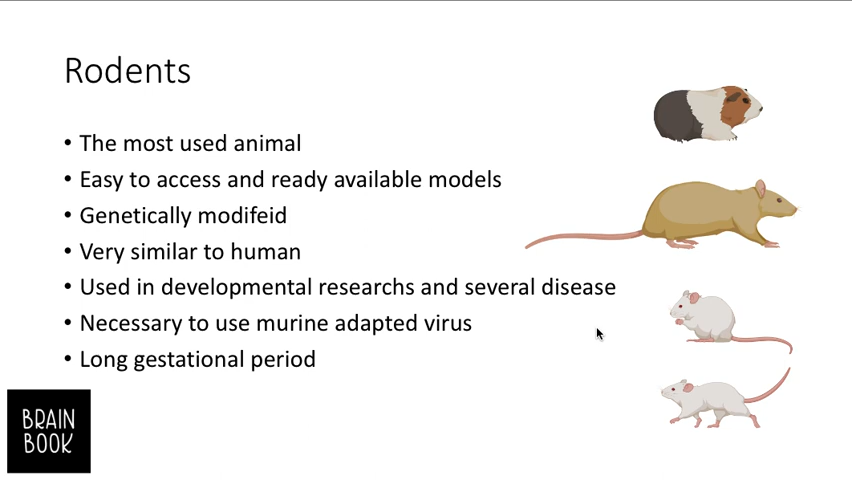 Rodents
• The most used animal
• Easy to access and ready available models
• Genetically modifeid
• Very similar to human
• Used in developmental researchs and several disease
• Necessary to use murine adapted virus
• Long gestational period
BRAIN
BOOK